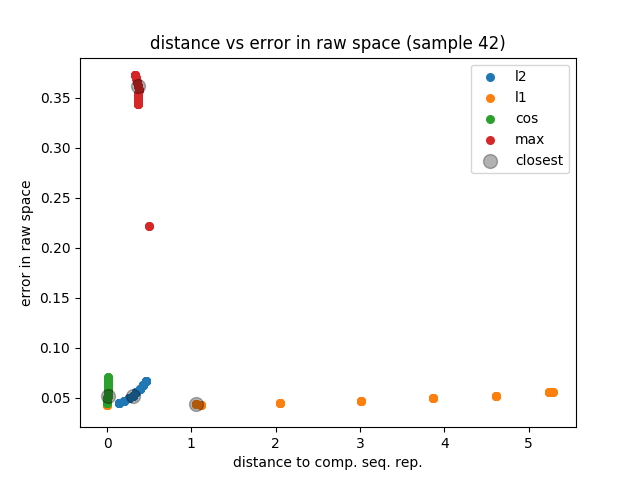 distance vs error in raw space (sample 42)
l2
l1
cos
max
closest
error in raw space
0.35
0.30
0.25
0.20
0.15
0.10
0.05
0 1 2 3 4 5
distance to comp. seq. rep.